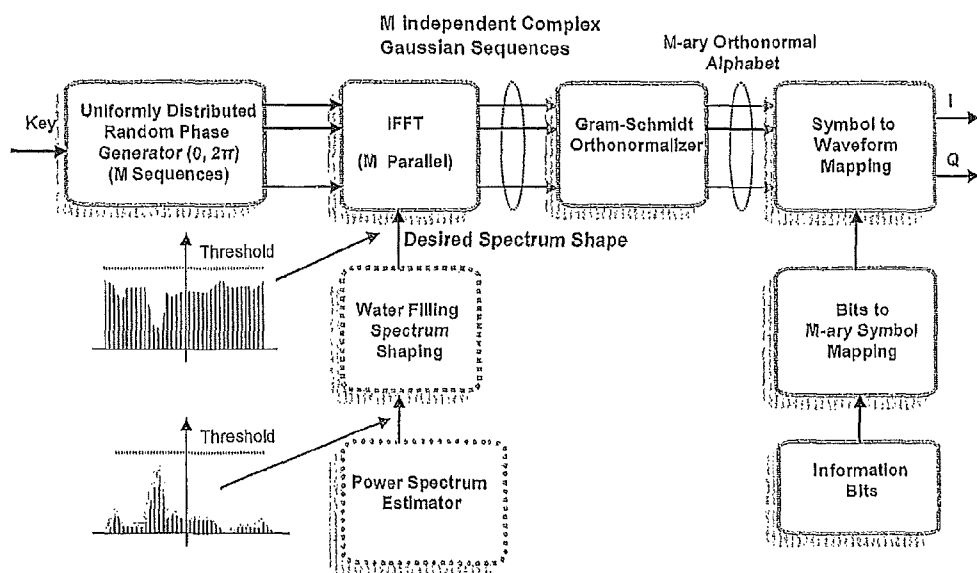 M Independent Complex
Gaussian Sequences
M-ary Orthonormal
Alphabet
Key
Uniformly Distributed
Random Phase
Generator (0, 2π)
(M Sequences)
IFFT
(M Parallel)
Gram-Schmidt
Orthonormalizer
Symbol to
Waveform
Mapping
I
Q
Threshold
Desired Spectrum Shape
Water Filling
Spectrum
Shaping
Bits to
M-ary Symbol
Mapping
Threshold
Power Spectrum
Estimator
Information
Bits